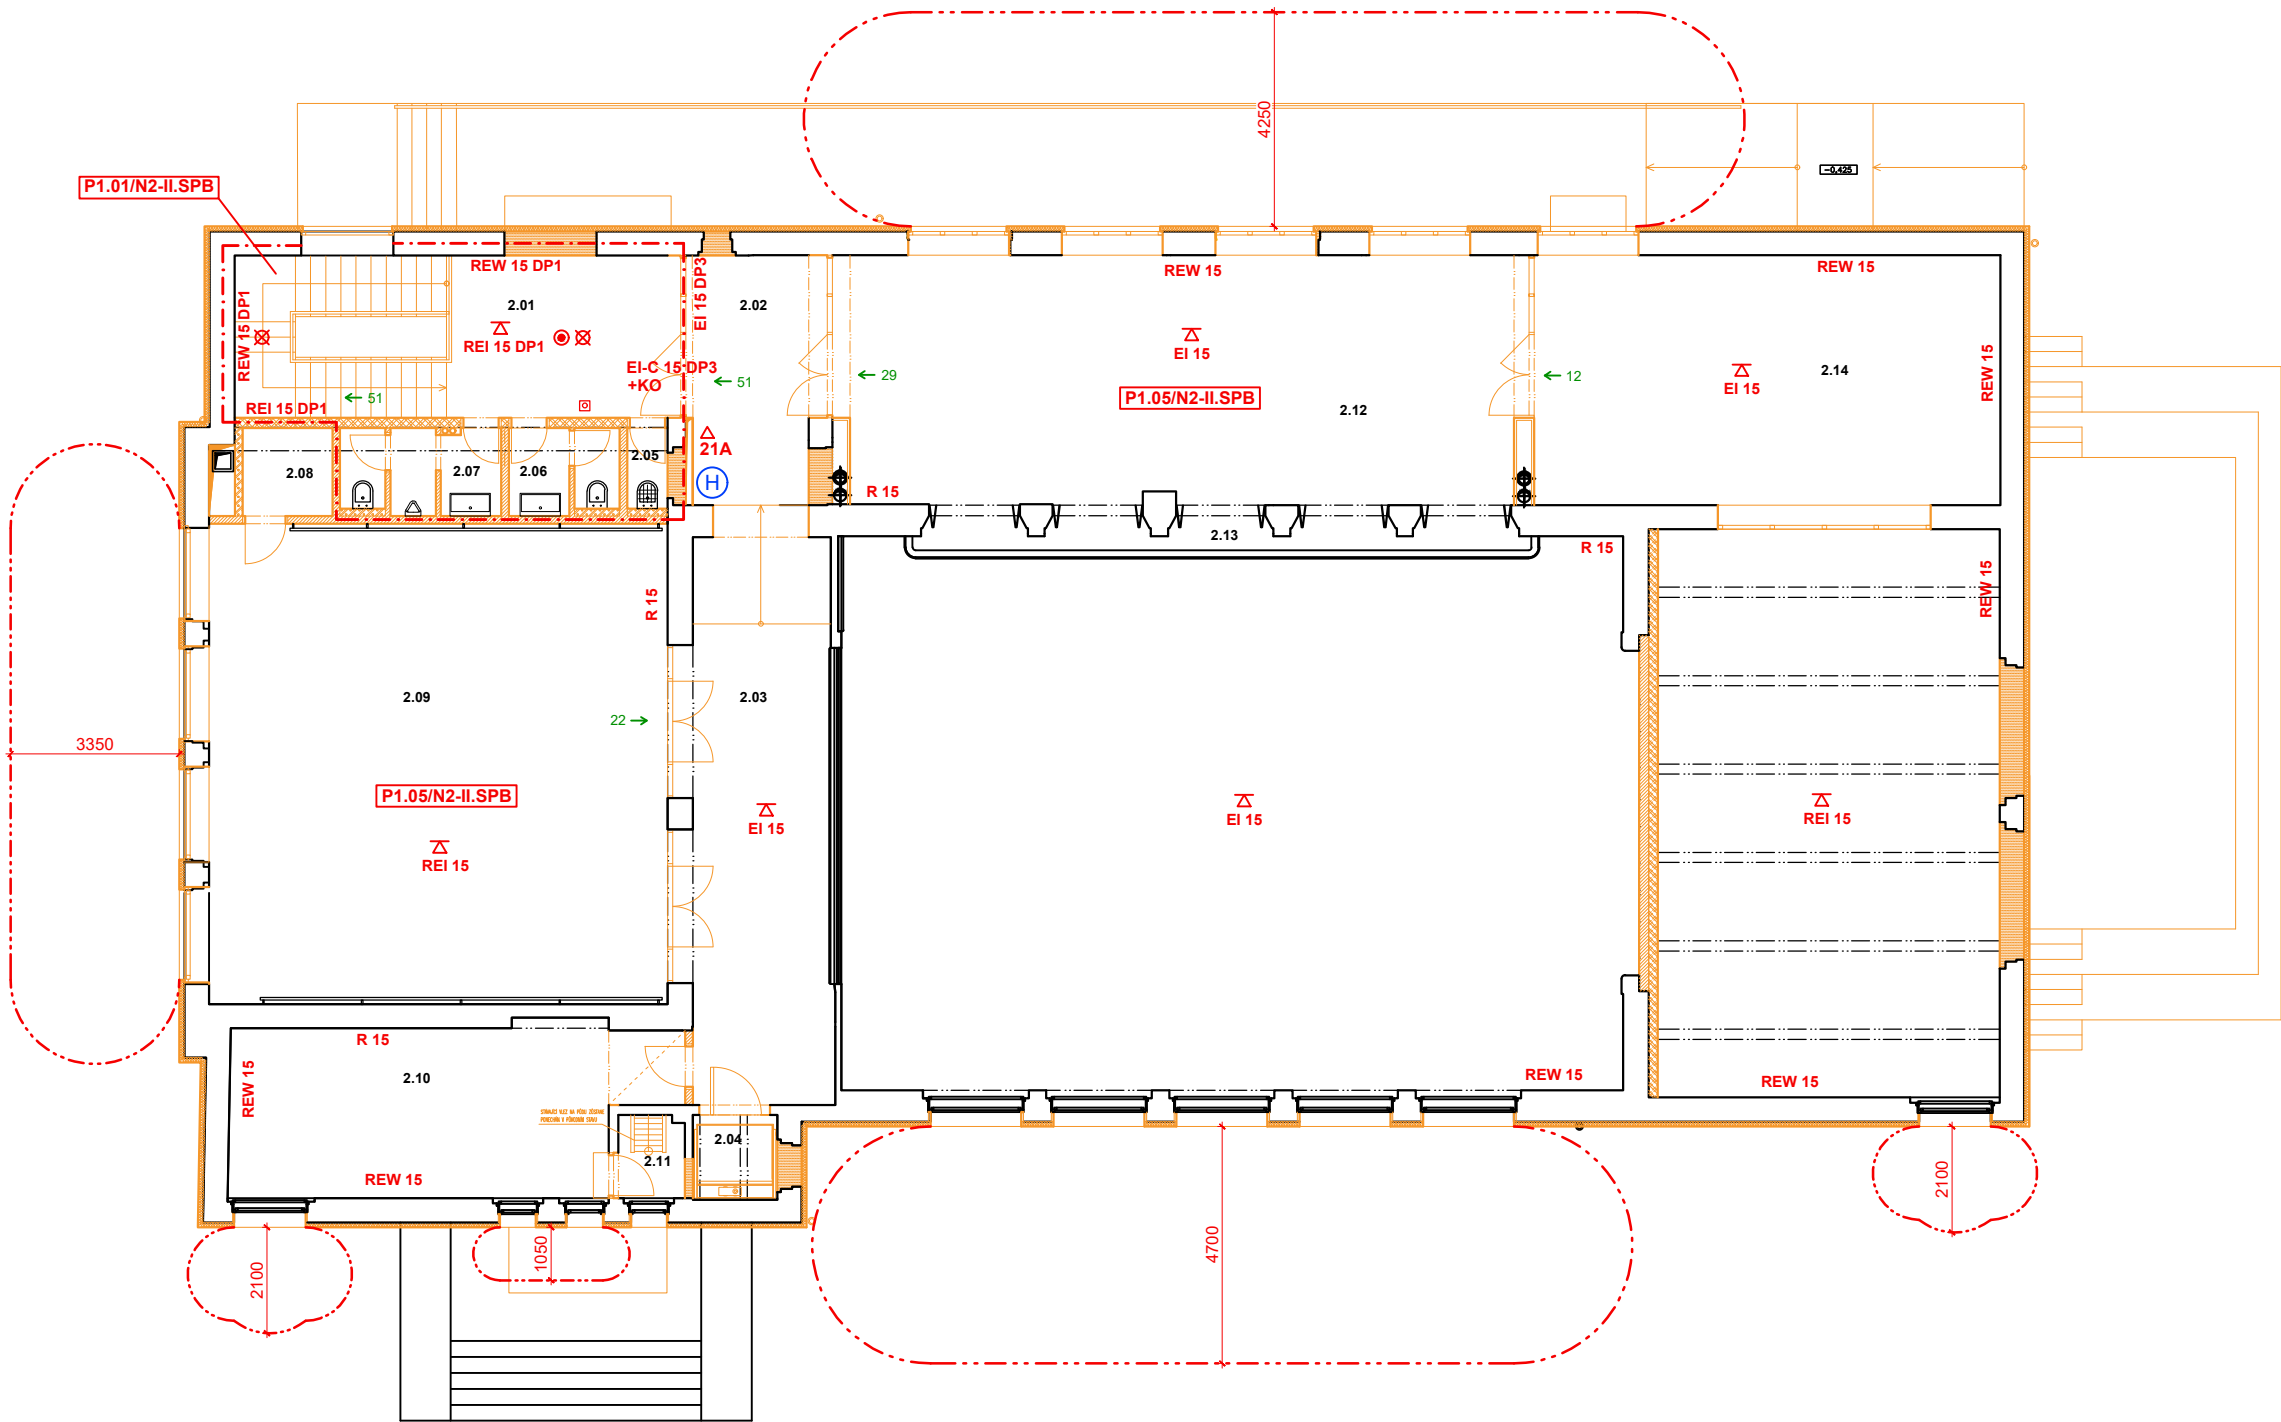 4250
-0,425
P1.01/N2-II.SPB
REW 15 DP1
EI 15 DP3
REW 15
REW 15
2.01
2.02
REW 15 DP1
REI 15 DP1
EI 15
EI-C 15 DP3
+KO
51
29
12
EI 15
2.14
REW 15
51
P1.05/N2-II.SPB
REI 15 DP1
2.12
21A
2.05
2.08
2.07
2.06
H
R 15
2.13
R 15
R 15
REW 15
2.09
2.03
22
3350
P1.05/N2-II.SPB
EI 15
EI 15
REI 15
REI 15
R 15
2.10
REW 15
REW 15
REW 15
2.04
2.11
REW 15
2100
1050
4700
2100